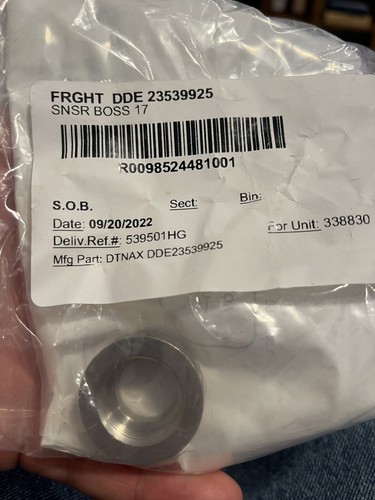 FRGHT DDE 23539925
SNSR BOSS 17
R0098524481001
S.O.B. Sect: Bin:
Date: 09/20/2022 For Unit: 338830
Deliv.Ref.#: 539501HG
Mfg Part: DTNAX DDE23539925